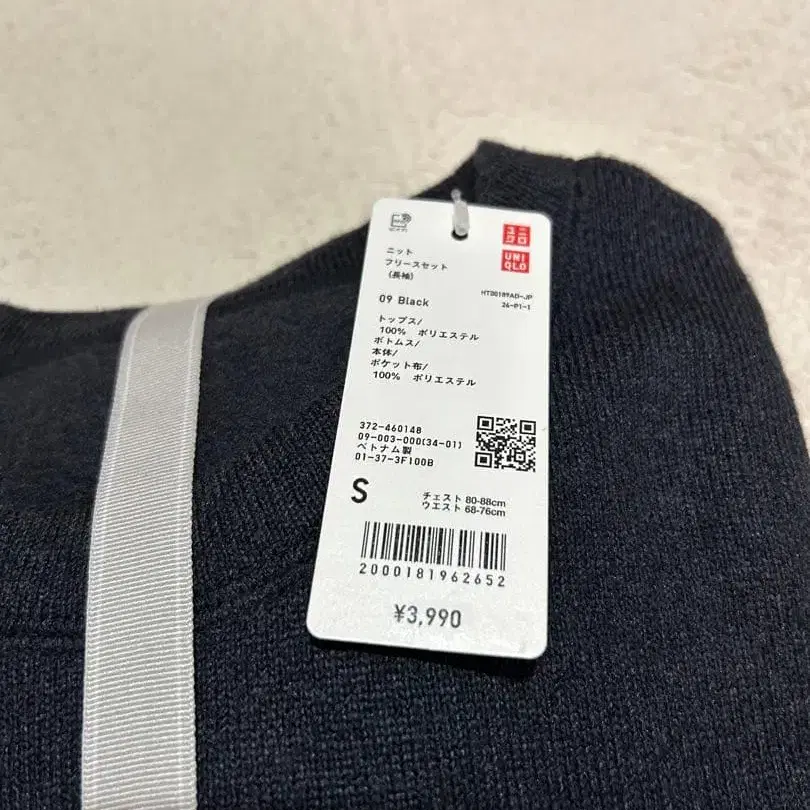 ユニ
クロ
UNI
QLO
ニット
フリースセット
(長袖)
HT00189AD-JP
09 Black
26-P1-1
トップス/
100% ポリエステル
ボトムス/
本体/
ポケット布/
100% ポリエステル
372-460148
09-003-000(34-01)
ベトナム製
01-37-3F100B
S
チェスト 80-88cm
ウエスト 68-76cm
2000181962652
¥3,990